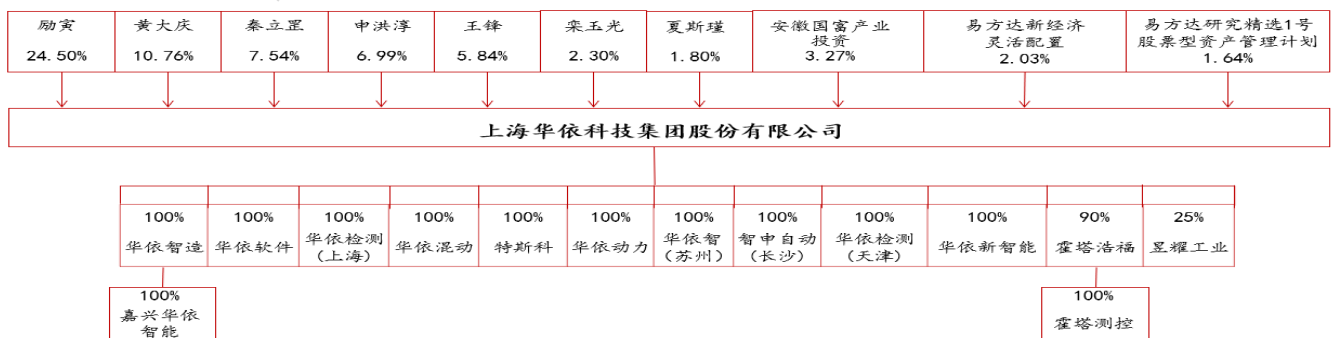 励寅
24.50%
黄大庆
10.76%
秦立罡
7.54%
申洪淳
6.99%
王锋
5.84%
栾玉光
2.30%
夏斯瑾
1.80%
安徽国富产业
投资
3.27%
易方达新经济
灵活配置
2.03%
易方达研究精选1号
股票型资产管理计划
1.64%
上海华依科技集团股份有限公司
100%
华依智造
100%
华依软件
100%
华依检测
(上海)
100%
华依混动
100%
特斯科
100%
华依动力
100%
华依智
(苏州)
100%
智申自动
(长沙)
100%
华依检测
(天津)
100%
华依新智能
90%
霍塔浩福
25%
昱耀工业
100%
嘉兴华依
智能
100%
霍塔测控